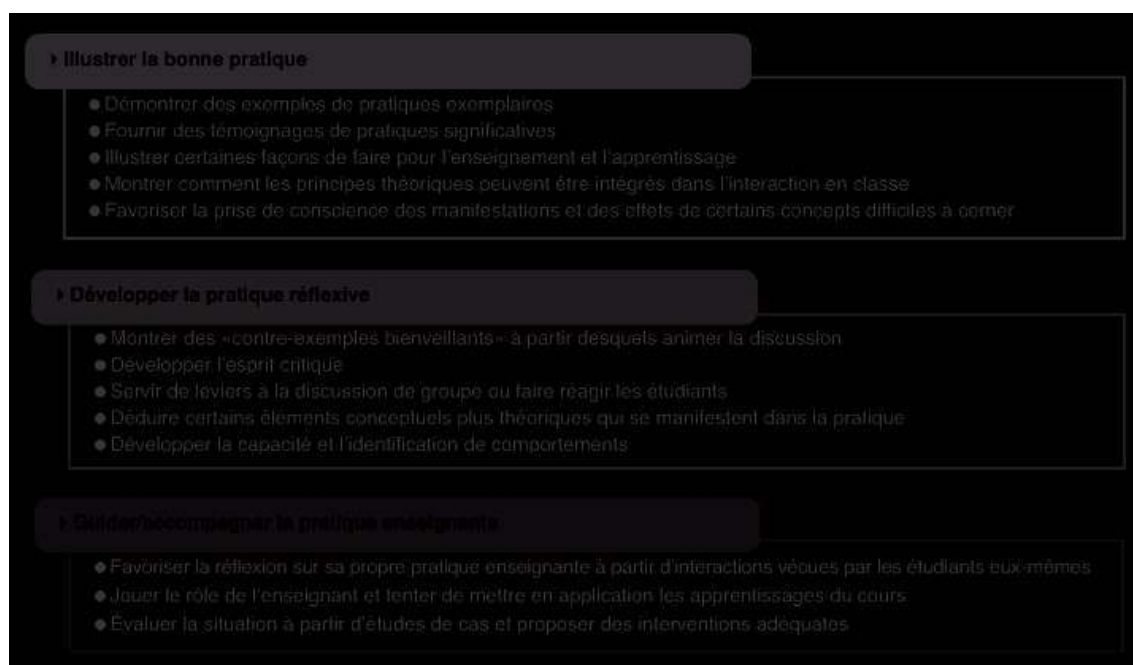 Illustrer la bonne pratique
Démontrer des exemples de pratiques exemplaires
Fournir des témoignages de pratiques significatives
Illustrer certaines façons de faire pour l'enseignement et l'apprentissage
Montrer comment les principes théoriques peuvent être intégrés dans l'interaction en classe
Favoriser la prise de conscience des manifestations et des effets de certains concepts difficiles à cerner
Développer la pratique réflexive
Montrer des «contre-exemples bienveillants» à partir desquels animer la discussion
Développer l'esprit critique
Servir de leviers à la discussion de groupe ou faire réagir les étudiants
Déduire certains éléments conceptuels plus théoriques qui se manifestent dans la pratique
Développer la capacité et l'identification de comportements
Guider/accompagner la pratique enseignante
Favoriser la réflexion sur sa propre pratique enseignante à partir d'interactions vécues par les étudiants eux-mêmes
Jouer le rôle de l'enseignant et tenter de mettre en application les apprentissages du cours
Évaluer la situation à partir d'études de cas et proposer des interventions adéquates